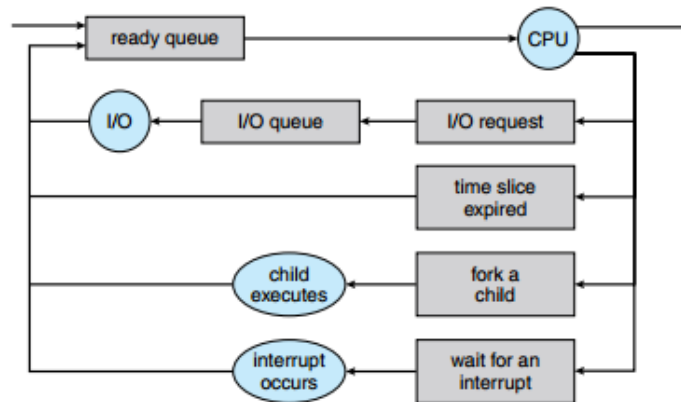 ready queue
CPU
I/O
I/O queue
I/O request
time slice
expired
child
executes
fork a
child
interrupt
occurs
wait for an
interrupt